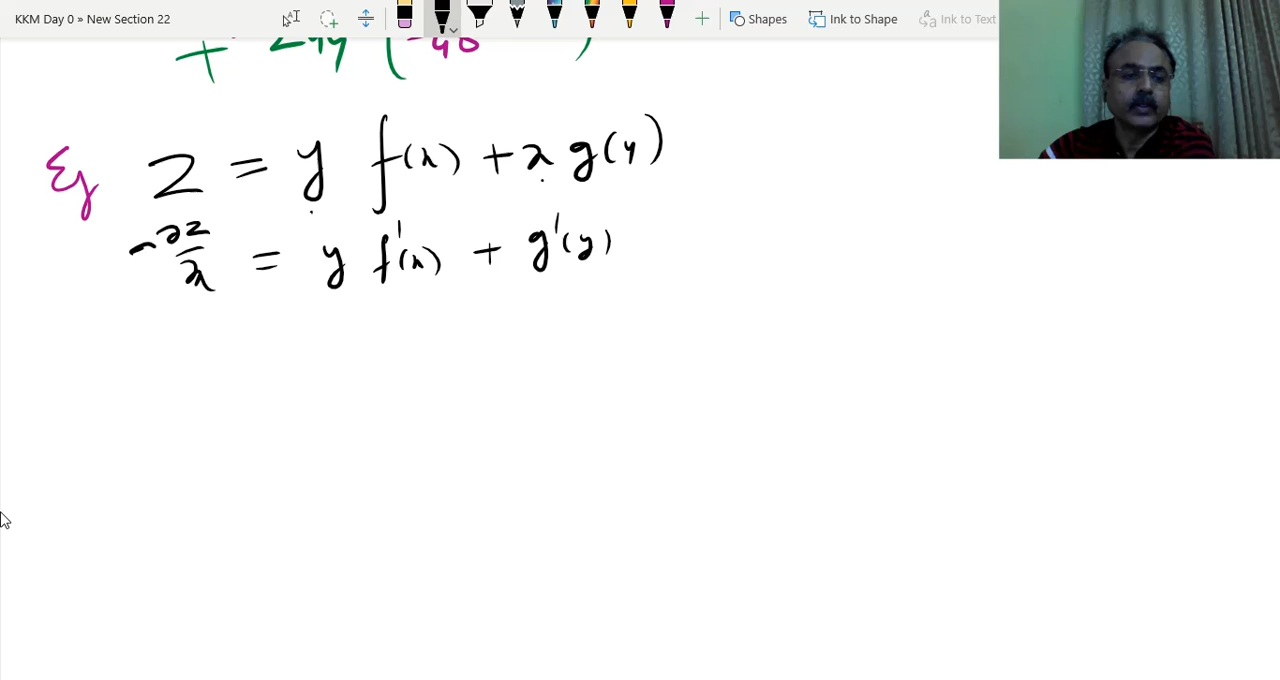 KKM Day 0 » New Section 22
Shapes
Ink to Shape
Ink to Text
Eg z = y f(x) + x g(y)
∂z/x = y f'(x) + g'(y)